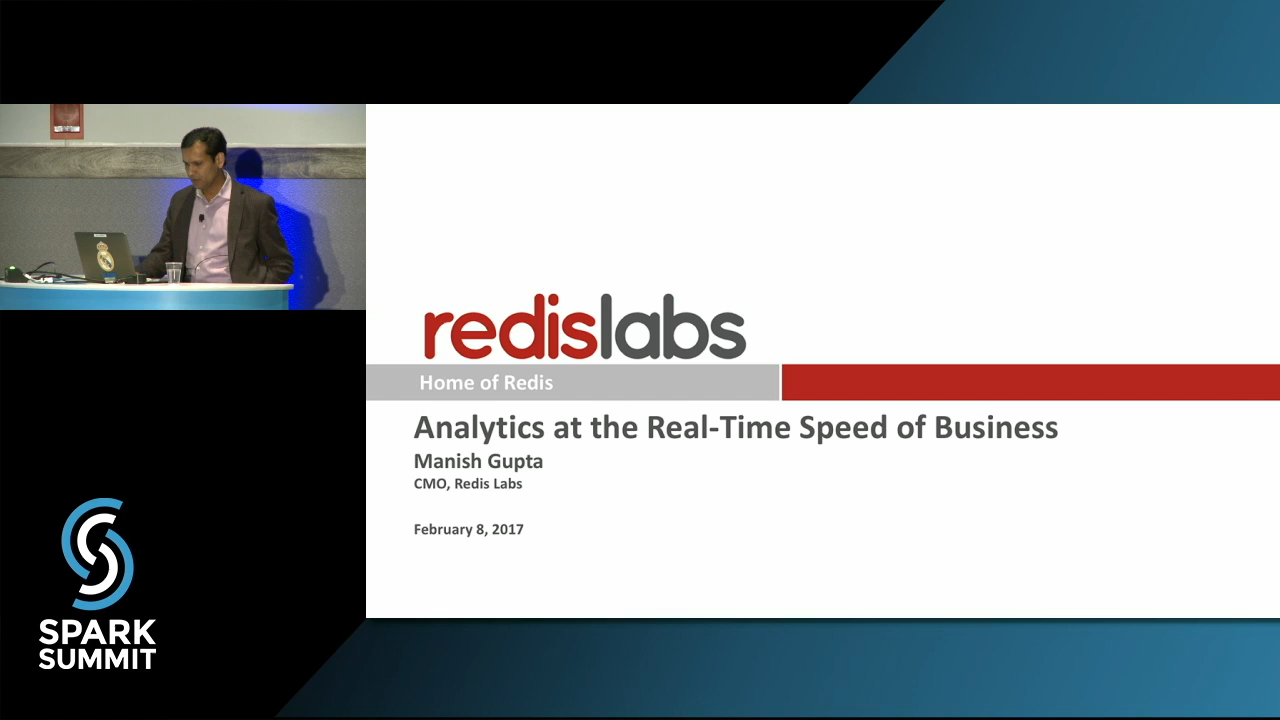 redislabs
Home of Redis
Analytics at the Real-Time Speed of Business
Manish Gupta
CMO, Redis Labs
February 8, 2017
SPARK
SUMMIT